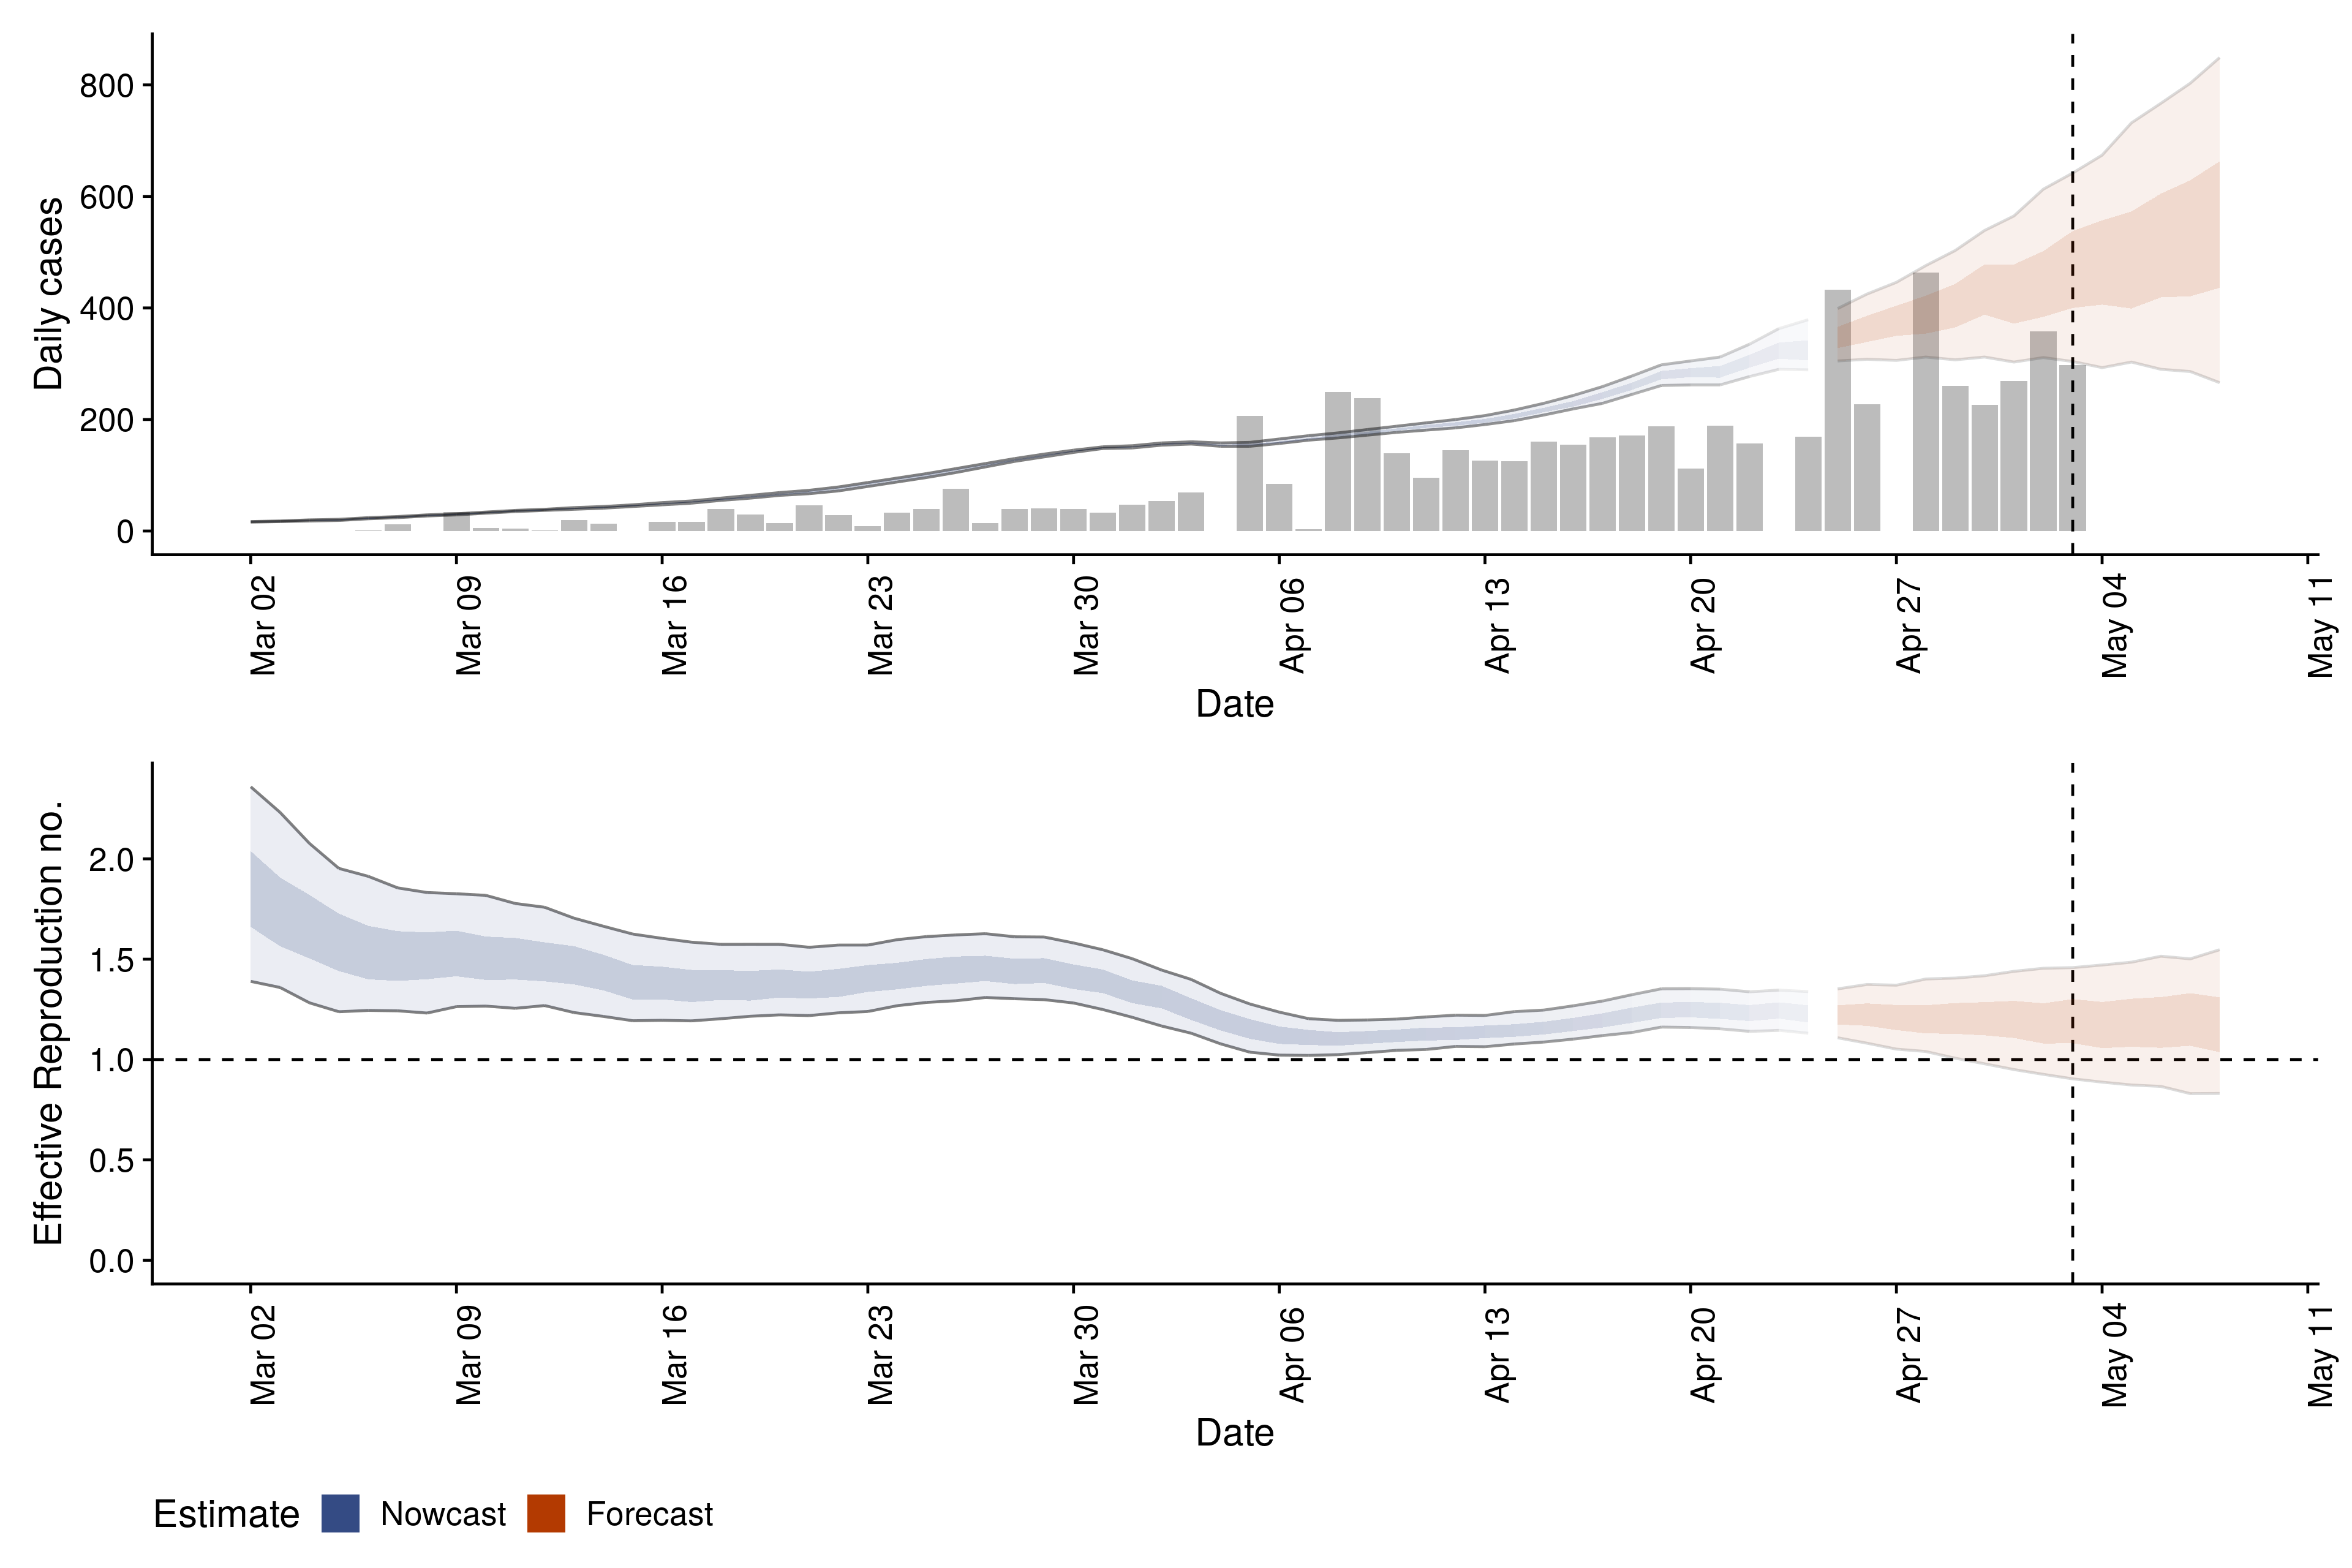 Daily cases
800
600
400
200
0
Mar 02
Mar 09
Mar 16
Mar 23
Mar 30
Apr 06
Apr 13
Apr 20
Apr 27
May 04
May 11
Date
Effective Reproduction no.
2.0
1.5
1.0
0.5
0.0
Mar 02
Mar 09
Mar 16
Mar 23
Mar 30
Apr 06
Apr 13
Apr 20
Apr 27
May 04
May 11
Date
Estimate Nowcast Forecast